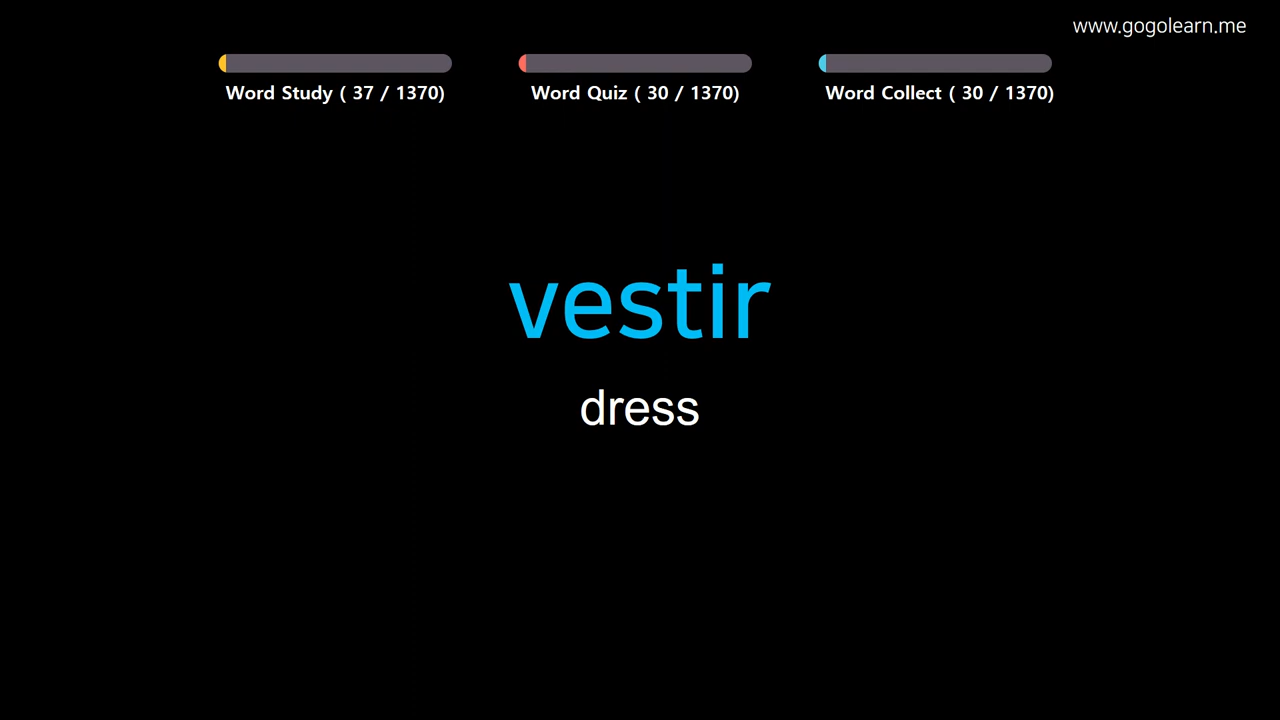 www.gogolearn.me
Word Study ( 37 / 1370)
Word Quiz ( 30 / 1370)
Word Collect ( 30 / 1370)
vestir
dress